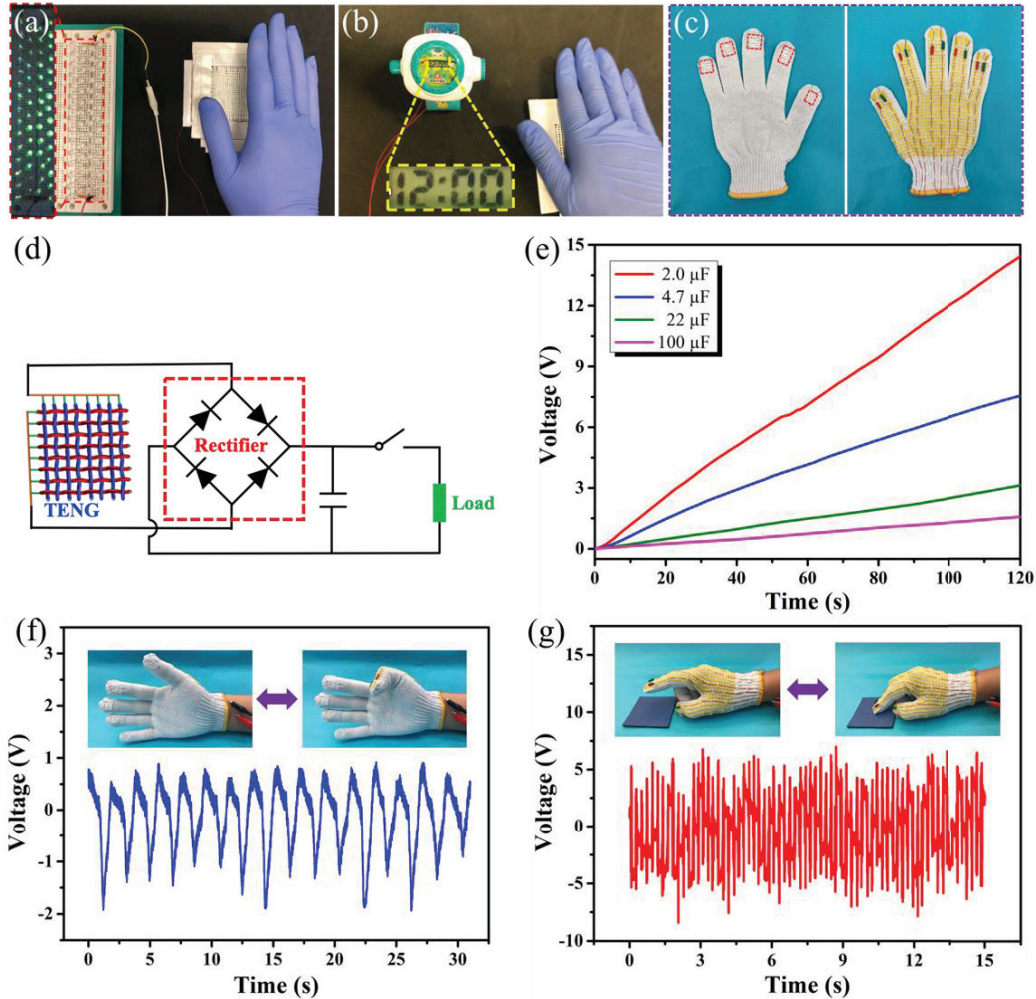 (a)
(b)
12:00
(c)
(d)
TENG
Rectifier
Load
(e)
Voltage (V)
15
12
9
6
3
0
2.0 μF
4.7 μF
22 μF
100 μF
0 20 40 60 80 100 120
Time (s)
(f)
Voltage (V)
3
2
1
0
-1
-2
0 5 10 15 20 25 30
Time (s)
(g)
Voltage (V)
15
10
5
0
-5
-10
0 3 6 9 12 15
Time (s)